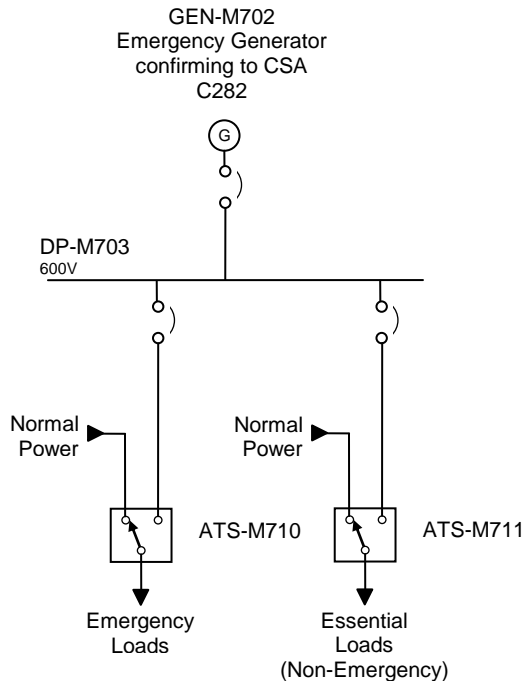 GEN-M702
Emergency Generator
confirming to CSA
C282
G
DP-M703
600V
Normal
Power
Normal
Power
ATS-M710
ATS-M711
Emergency
Loads
Essential
Loads
(Non-Emergency)